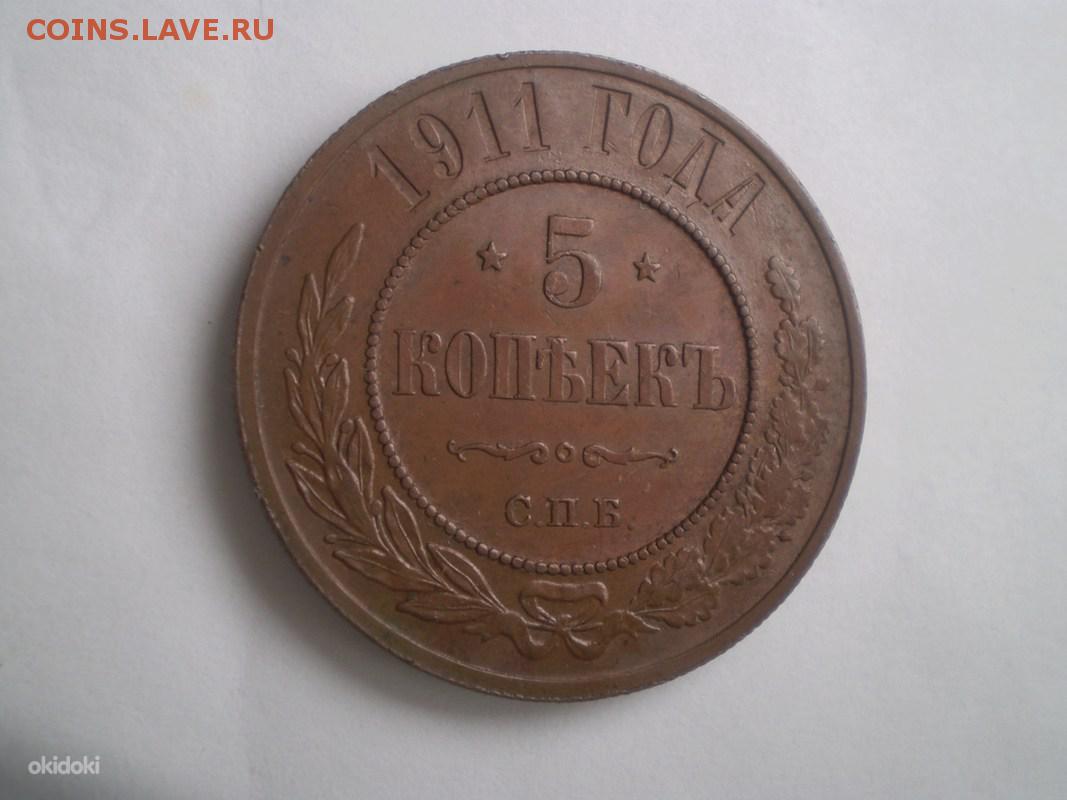 COINS.LAVE.RU
1911 ГОДА
5
КОПѢЕКЪ
С.П.Б.
okidoki